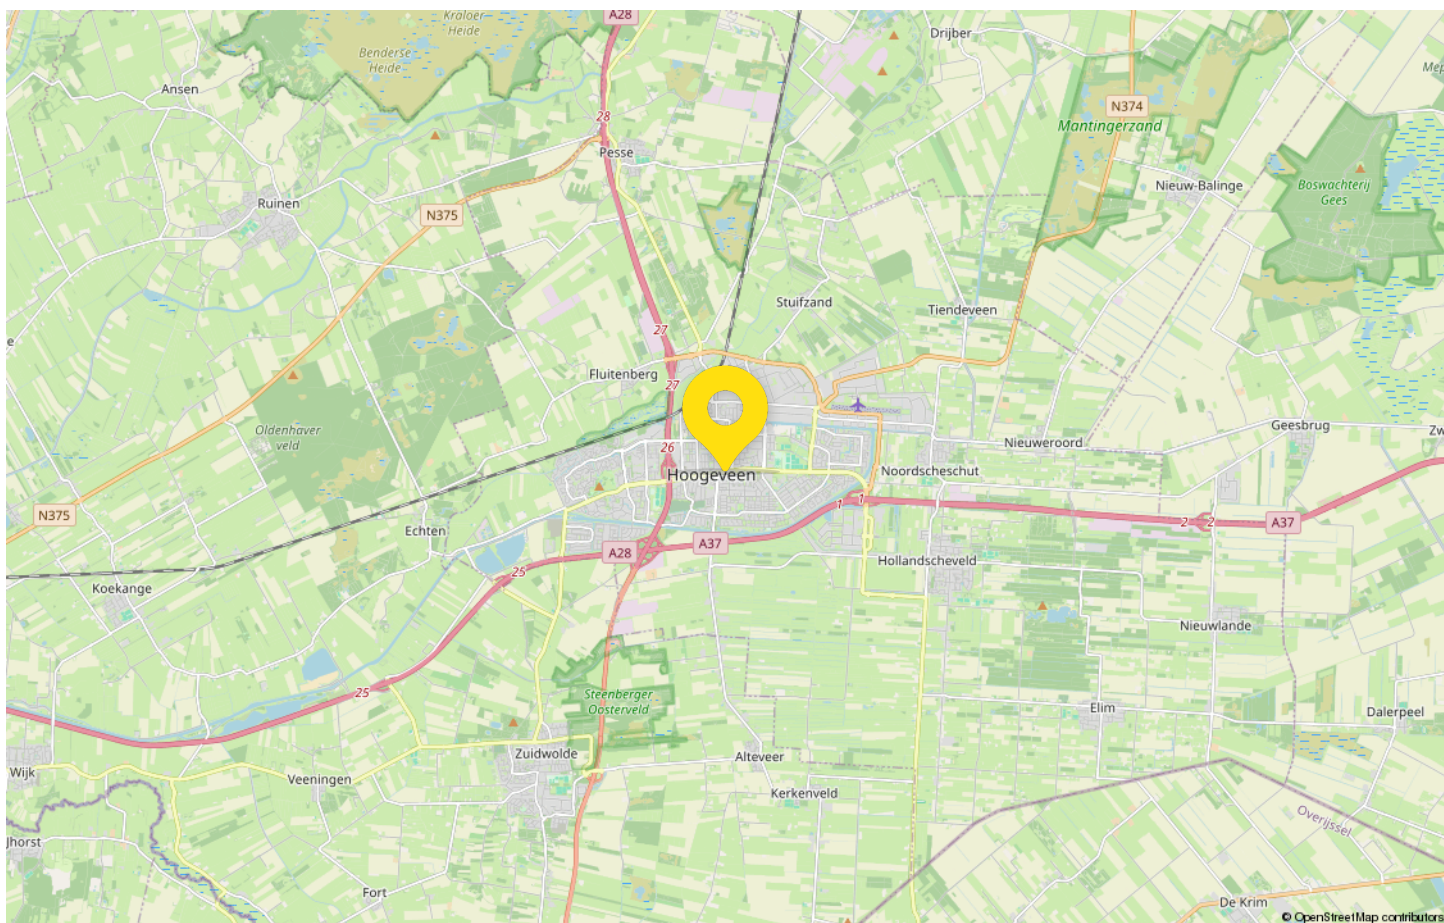 A28
Kraloer
Heide
Drijber
Benderse
Heide
Ansen
N374
28
Mantingerzand
Pesse
Nieuw-Balinge
Boswachterij
Gees
Ruinen
N375
Stuifzand
Tiendeveen
27
Fluitenberg
27
Oldenhaver
veld
Geesbrug
26
Nieuweroord
Hoogeveen
Noordscheschut
1
1
N375
2
2
A37
Echten
A28
A37
Hollandscheveld
25
Koekange
Nieuwlande
25
Steenberger
Oosterveld
Elim
Dalerpeel
Zuidwolde
Alteveer
Wijk
Veeningen
Kerkenveld
Overijssel
Jhorst
Fort
De Krim
© OpenStreetMap contributors